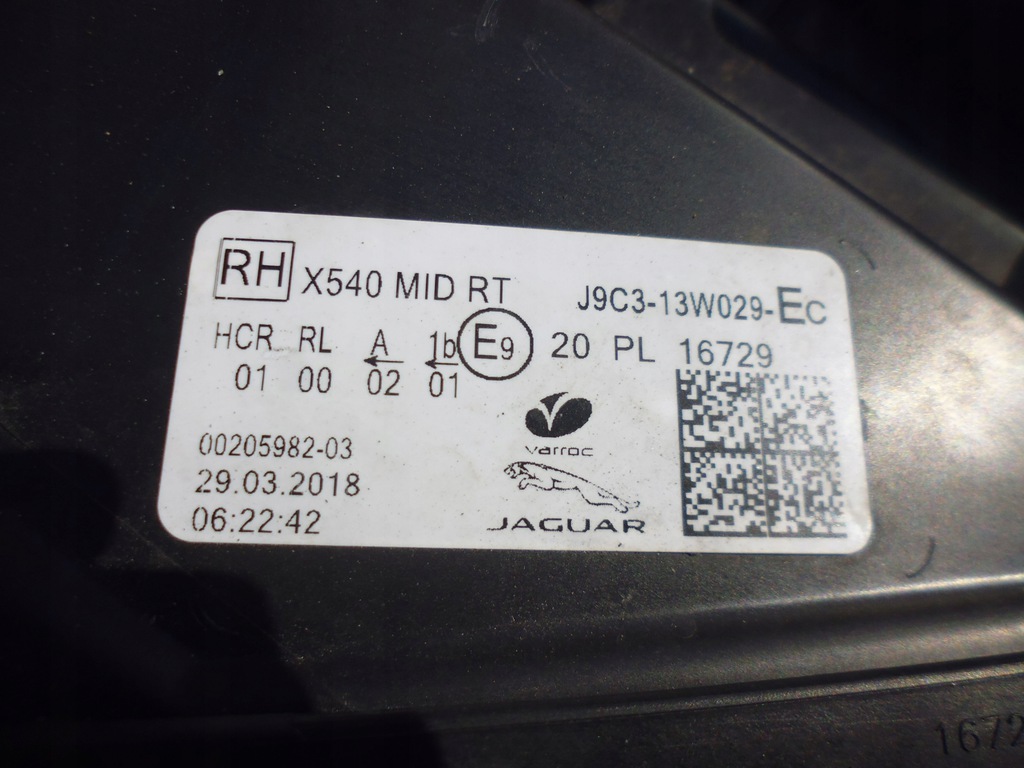 RH X540 MID RT J9C3-13W029-EC
HCR RL A 1b E9 20 PL 16729
01 00 02 01
00205982-03
29.03.2018
06:22:42
varroc
JAGUAR
1672